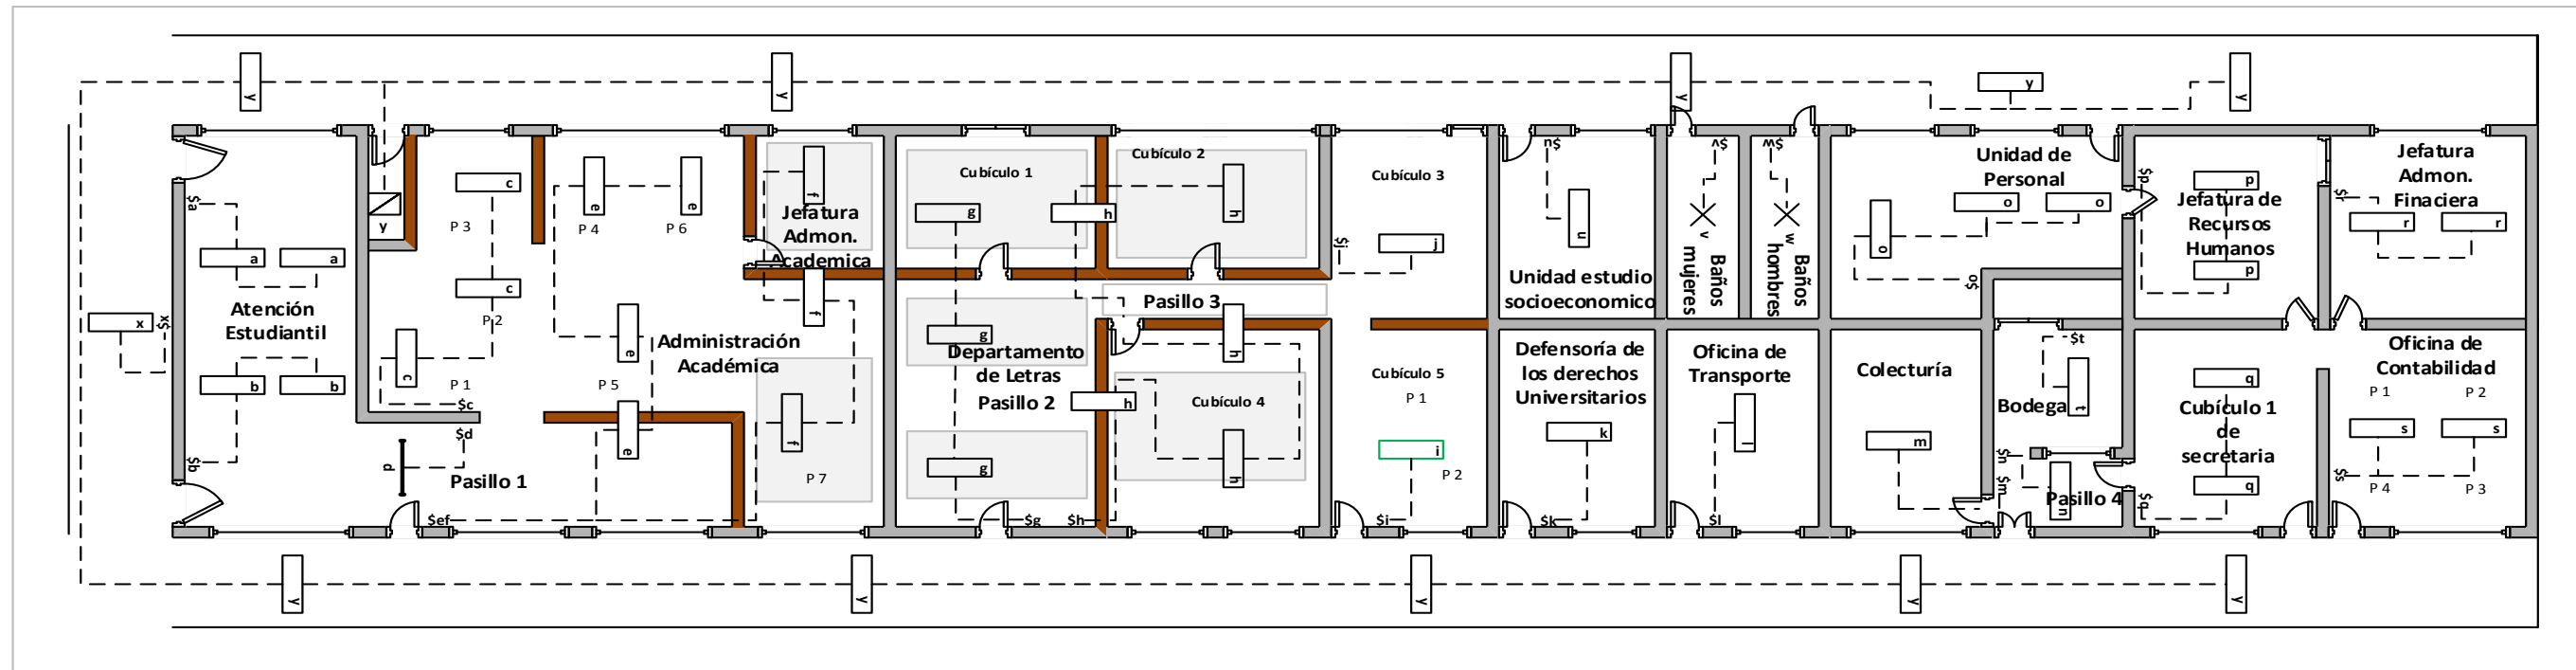 y
y
y
y
y
$a
a
a
Atención
Estudiantil
b
b
$b
x
$x
y
P 3
c
c
P 2
c
P 1
$c
$d
d
Pasillo 1
$ef
P 4
e
P 6
e
e
P 5
e
Administración
Académica
f
Jefatura
Admon.
Academica
f
f
P 7
Cubículo 1
g
g
Departamento
de Letras
Pasillo 2
g
$g
$h
Cubículo 2
h
h
Pasillo 3
h
h
Cubículo 4
h
Cubículo 3
$j
j
Cubículo 5
P 1
i
P 2
$i
$u
u
Unidad estudio
socioeconomico
$v
v
Baños
mujeres
$w
w
Baños
hombres
Defensoría de
los derechos
Universitarios
k
$k
Oficina de
Transporte
l
$l
Unidad de
Personal
o
o
o
$o
Colecturía
m
$t
t
Bodega
$n
$m
Pasillo 4
n
$p
p
Jefatura de
Recursos
Humanos
p
Jefatura
Admon.
Finaciera
$r
r
r
q
Cubículo 1
de
secretaria
q
$q
Oficina de
Contabilidad
P 1
P 2
s
s
$s
P 4
P 3
y
y
y
y
y